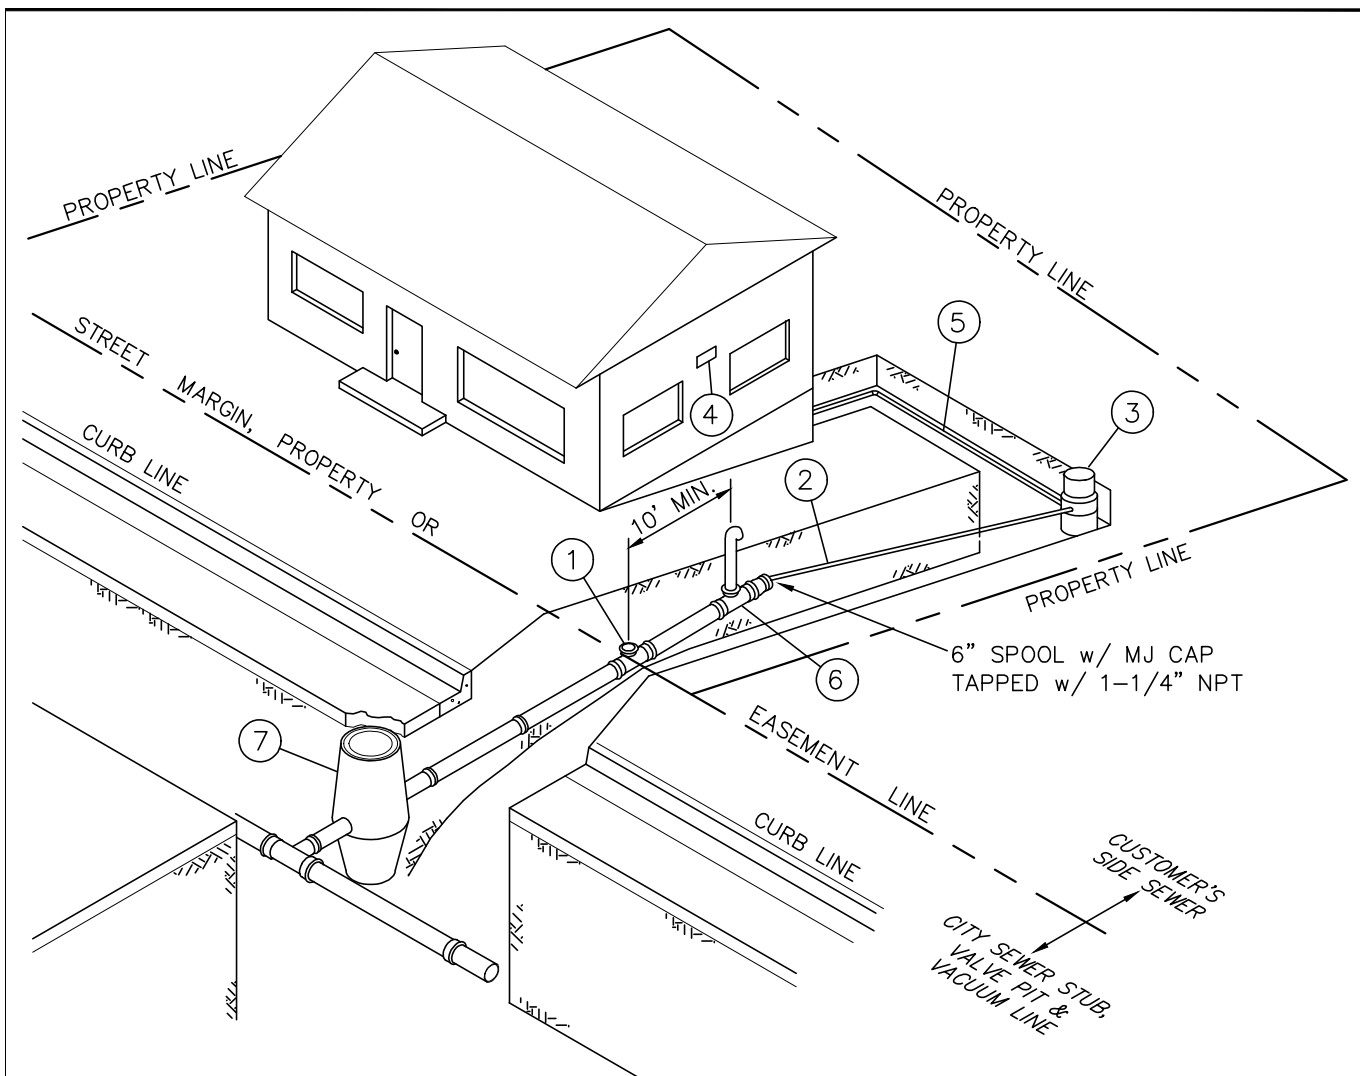 PROPERTY LINE
PROPERTY LINE
STREET MARGIN, PROPERTY OR
5
3
4
CURB LINE
2
10' MIN.
1
PROPERTY LINE
6" SPOOL w/ MJ CAP
TAPPED w/ 1-1/4" NPT
6
7
EASEMENT LINE
CURB LINE
CUSTOMER'S
SIDE SEWER
CITY SEWER STUB,
VALVE PIT &
VACUUM LINE